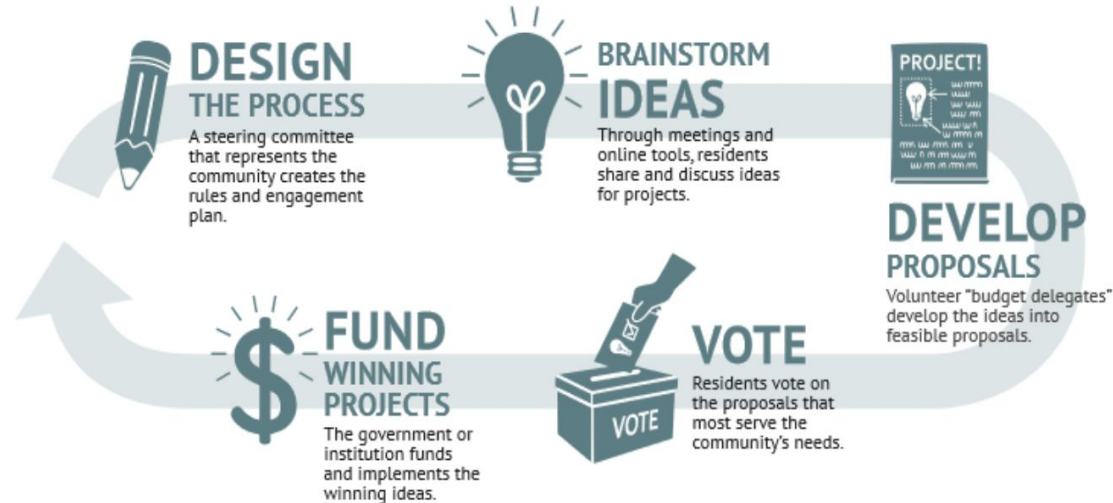 DESIGN
THE PROCESS
A steering committee
that represents the
community creates the
rules and engagement
plan.
BRAINSTORM
IDEAS
Through meetings and
online tools, residents
share and discuss ideas
for projects.
PROJECT!
DEVELOP
PROPOSALS
Volunteer "budget delegates"
develop the ideas into
feasible proposals.
VOTE
Residents vote on
the proposals that
most serve the
community's needs.
VOTE
FUND
WINNING
PROJECTS
The government or
institution funds
and implements the
winning ideas.